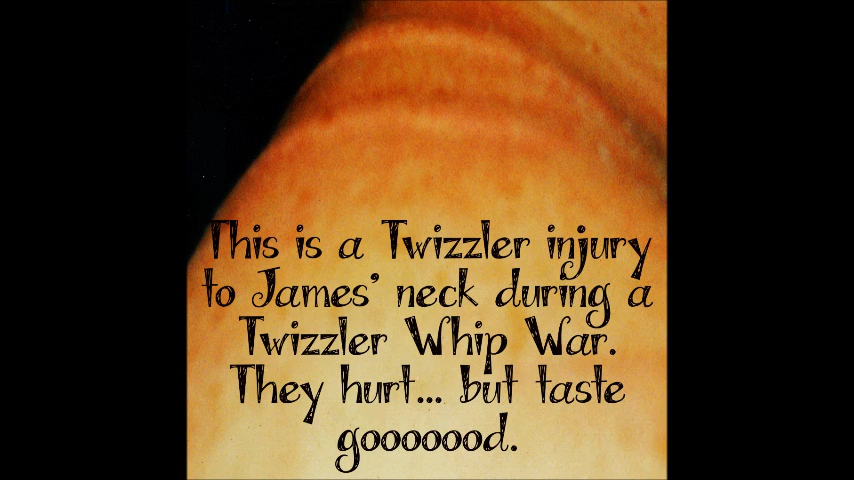 This is a Twizzler injury
to James' neck during a
Twizzler Whip War.
They hurt... but taste
gooooood.